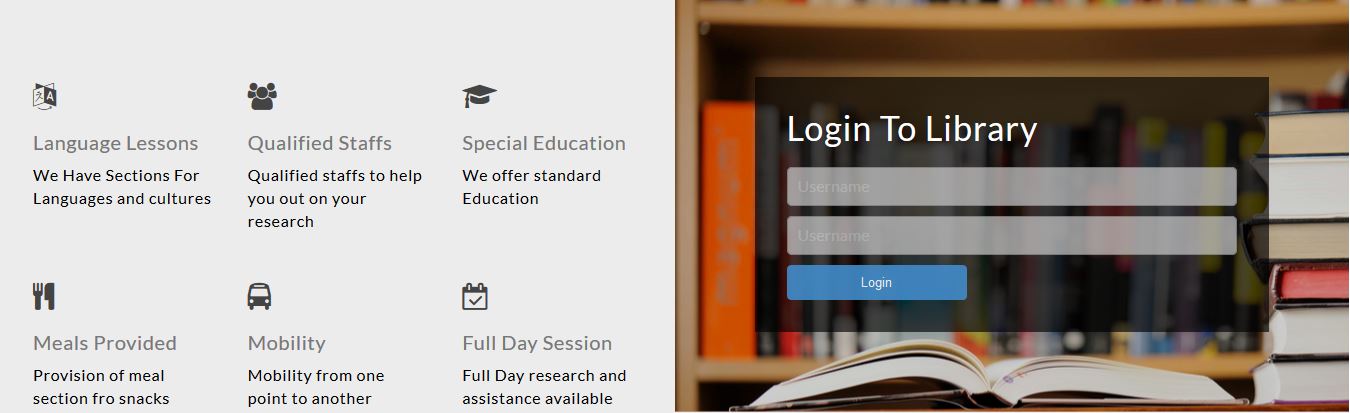 Language Lessons
We Have Sections For
Languages and cultures
Qualified Staffs
Qualified staffs to help
you out on your
research
Special Education
We offer standard
Education
Meals Provided
Provision of meal
section fro snacks
Mobility
Mobility from one
point to another
Full Day Session
Full Day research and
assistance available
Login To Library
Username
Username
Login